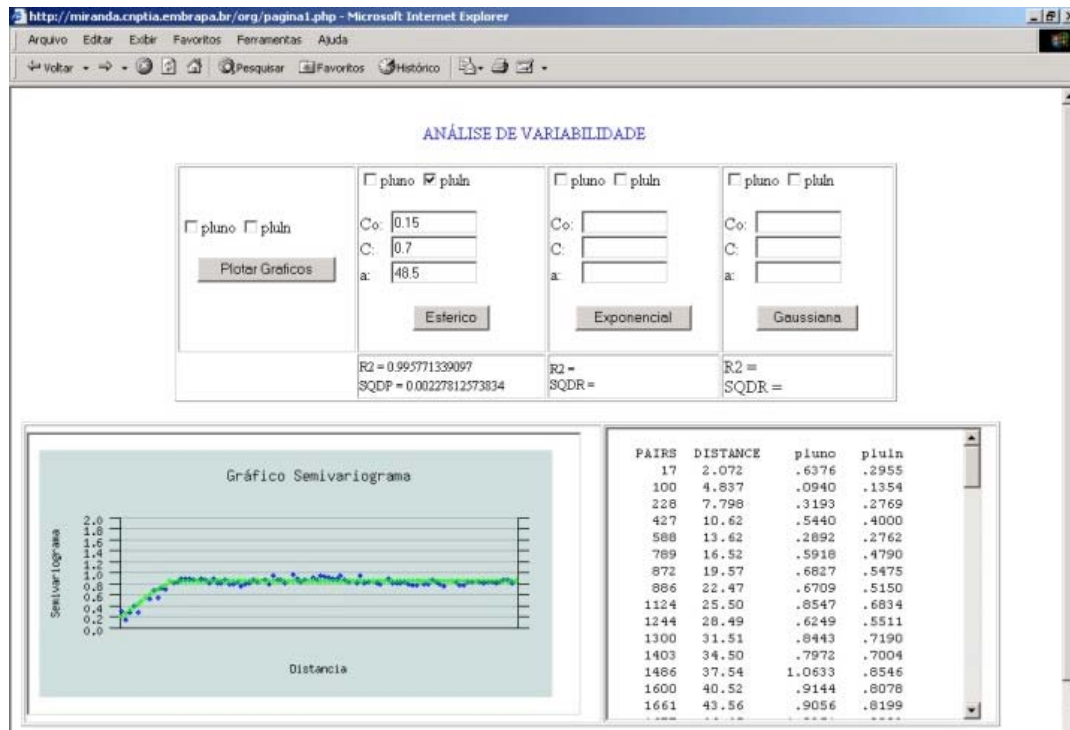 http://miranda.cnptia.embrapa.br/org/pagina1.php - Microsoft Internet Explorer
Arquivo Editar Exibir Favoritos Ferramentas Ajuda
Voltar Pesquisar Favoritos Histórico
ANÁLISE DE VARIABILIDADE
pluno pluln
Plotar Graficos
pluno pluln
Co: 0.15
C: 0.7
a: 48.5
Esferico
pluno pluln
Co:
C:
a:
Exponencial
pluno pluln
Co:
C:
a:
Gaussiana
R2 = 0.995771339097
SQDP = 0.00227812573834
R2 =
SQDR =
R2 =
SQDR =
Gráfico Semivariograma
Semivariograma
2.0
1.8
1.6
1.4
1.2
1.0
0.8
0.6
0.4
0.2
0.0
Distancia
PAIRS DISTANCE pluno pluln
17 2.072 .6376 .2955
100 4.837 .0940 .1354
228 7.798 .3193 .2769
427 10.62 .5440 .4000
588 13.62 .2892 .2762
789 16.52 .5918 .4790
872 19.57 .6827 .5475
886 22.47 .6709 .5150
1124 25.50 .8547 .6834
1244 28.49 .6249 .5511
1300 31.51 .8443 .7190
1403 34.50 .7972 .7004
1486 37.54 1.0633 .8546
1600 40.52 .9144 .8078
1661 43.56 .9056 .8199